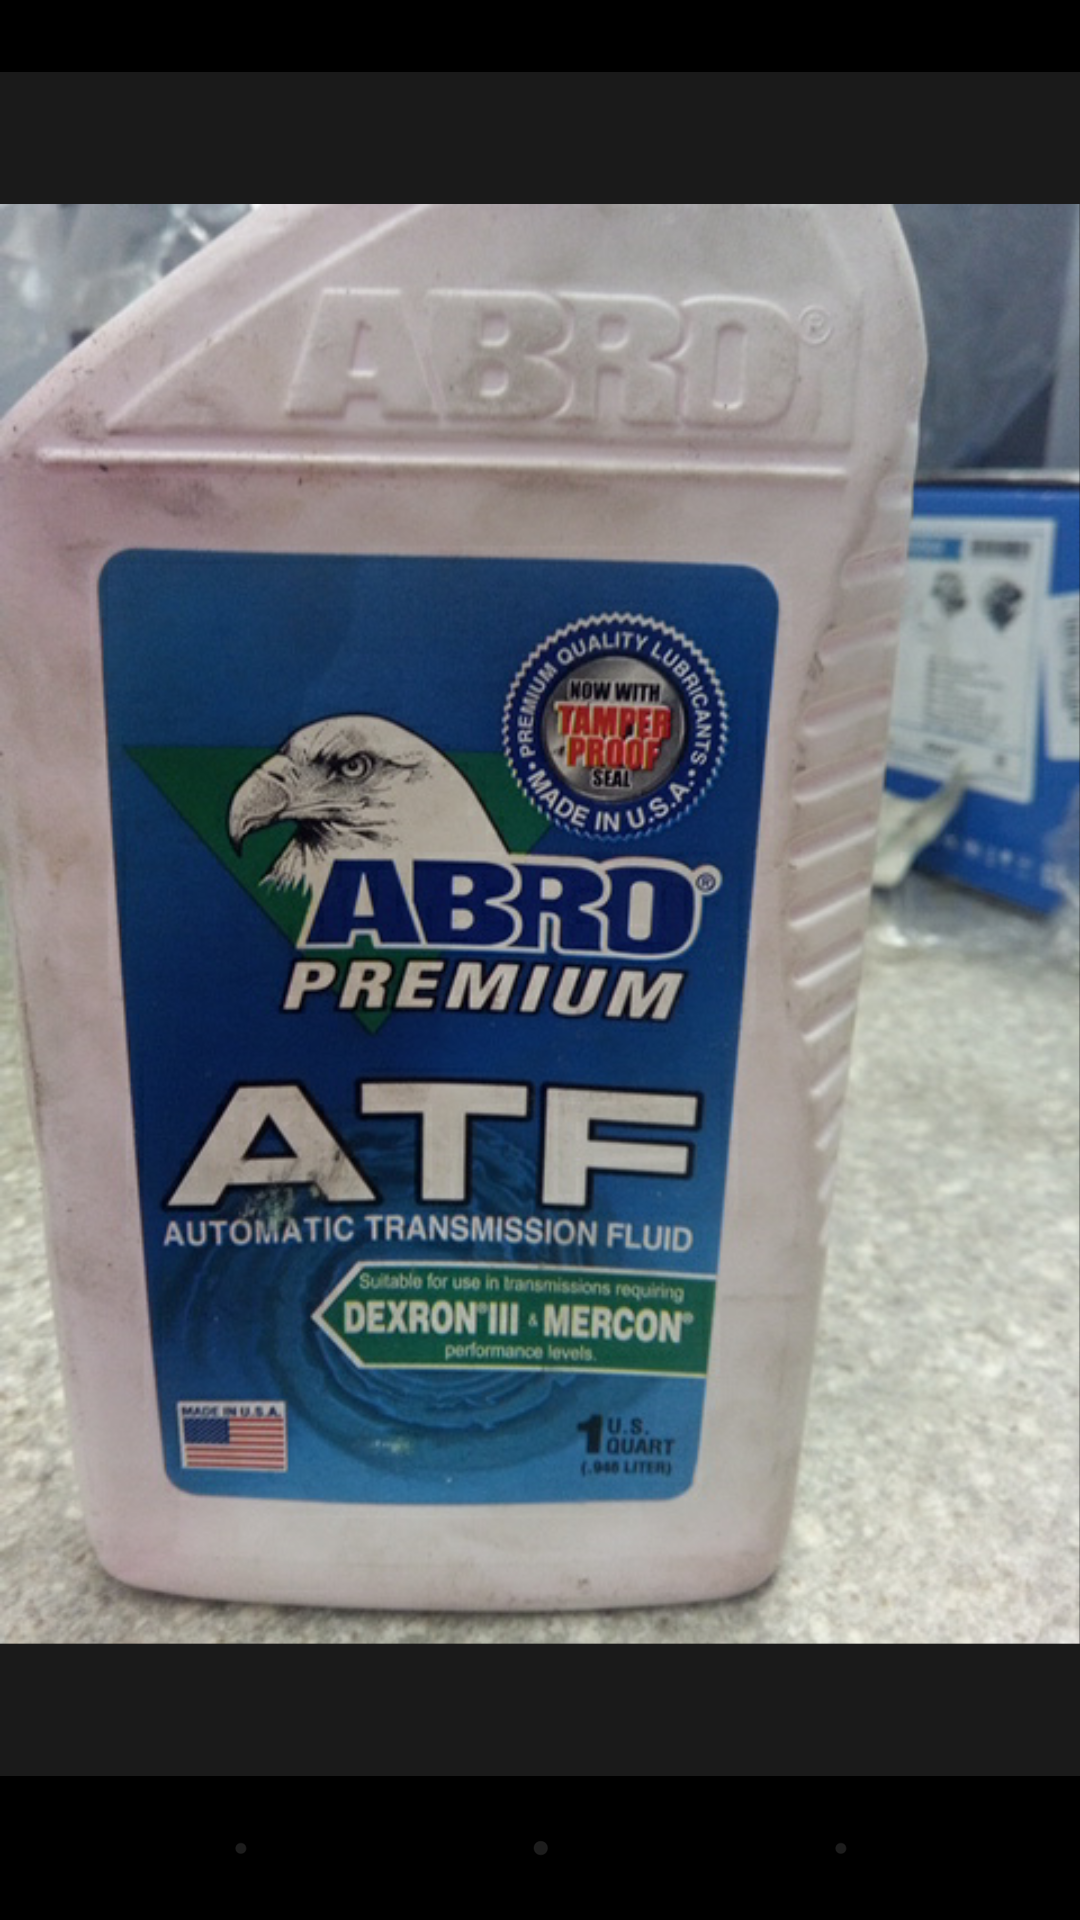 ABRO®
PREMIUM QUALITY LUBRICANTS
NOW WITH
TAMPER
PROOF
SEAL
• MADE IN U.S.A. •
ABRO®
PREMIUM
ATF
AUTOMATIC TRANSMISSION FLUID
Suitable for use in transmissions requiring
DEXRON®III & MERCON®
performance levels.
MADE IN U.S.A.
1 U.S.
QUART
(.946 LITER)